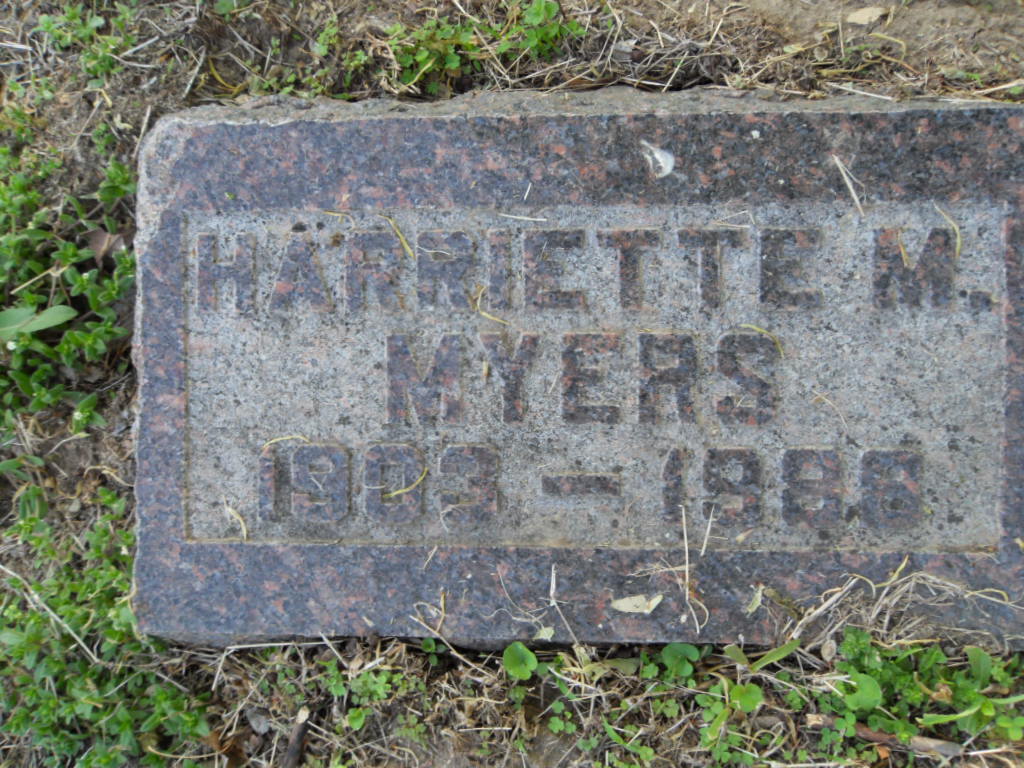 HARRIETTE M.
MYERS
1903 – 1986